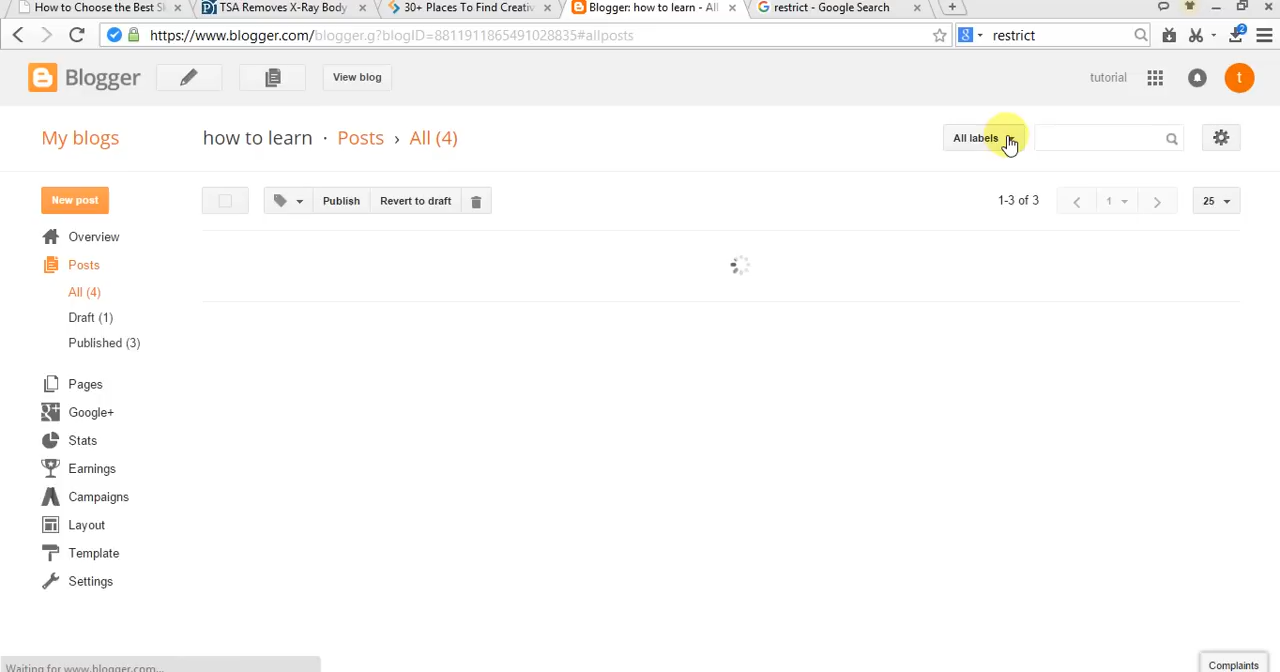 How to Choose the Best Sk
TSA Removes X-Ray Body
30+ Places To Find Creativ
Blogger: how to learn - All
restrict - Google Search
https://www.blogger.com/blogger.g?blogID=8811911865491028835#allposts
8
restrict
2
Blogger
View blog
tutorial
t
My blogs
how to learn · Posts › All (4)
All labels
New post
Publish
Revert to draft
1-3 of 3
1
25
Overview
Posts
All (4)
Draft (1)
Published (3)
Pages
Google+
Stats
Earnings
Campaigns
Layout
Template
Settings
Waiting for www.blogger.com...
Complaints